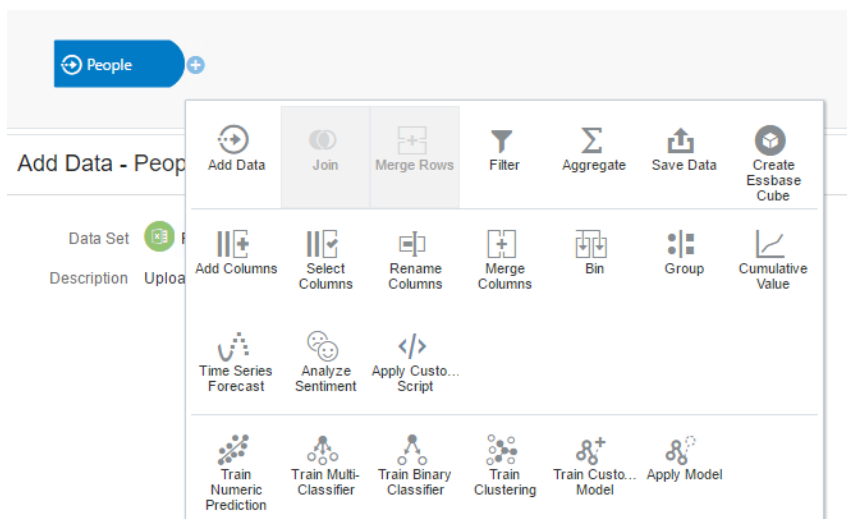 People
Add Data
Join
Merge Rows
Filter
Aggregate
Save Data
Create
Essbase
Cube
Add Data - Peop
Data Set
Description Uploa
Add Columns
Select
Columns
Rename
Columns
Merge
Columns
Bin
Group
Cumulative
Value
Time Series
Forecast
Analyze
Sentiment
Apply Custo...
Script
Train
Numeric
Prediction
Train Multi-
Classifier
Train Binary
Classifier
Train
Clustering
Train Custo...
Model
Apply Model